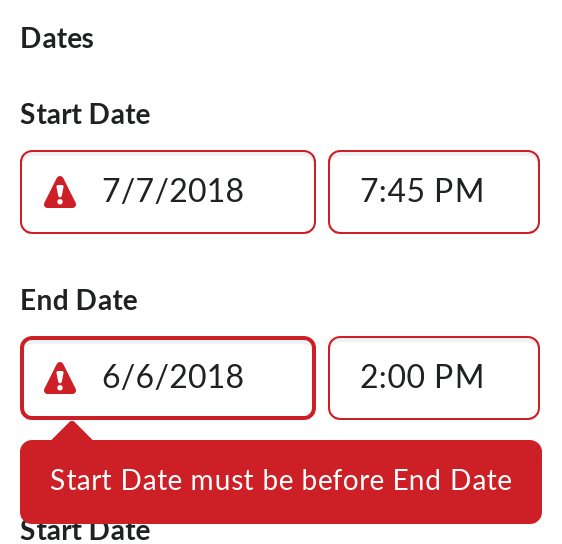 Dates
Start Date
7/7/2018 7:45 PM
End Date
6/6/2018 2:00 PM
Start Date must be before End Date
Start Date